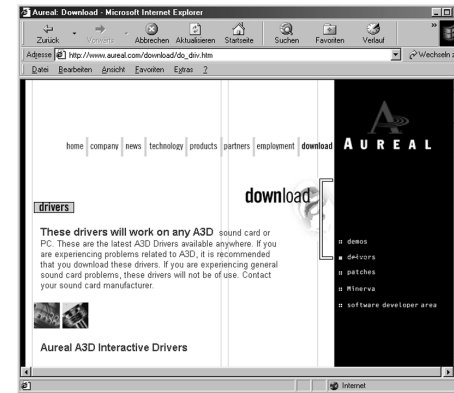 Aureal: Download - Microsoft Internet Explorer
Zurück Vorwärts Abbrechen Aktualisieren Startseite Suchen Favoriten Verlauf »
Adresse http://www.aureal.com/download/do_driv.htm Wechseln z
Datei Bearbeiten Ansicht Favoriten Extras ?
home company news technology products partners employment download
AUREAL
download
drivers
These drivers will work on any A3D sound card or
PC. These are the latest A3D Drivers available anywhere. If you
are experiencing problems related to A3D, it is recommended
that you download these drivers. If you are experiencing general
sound card problems, these drivers will not be of use. Contact
your sound card manufacturer.
Aureal A3D Interactive Drivers
demos
drivers
patches
Minerva
software developer area
Internet